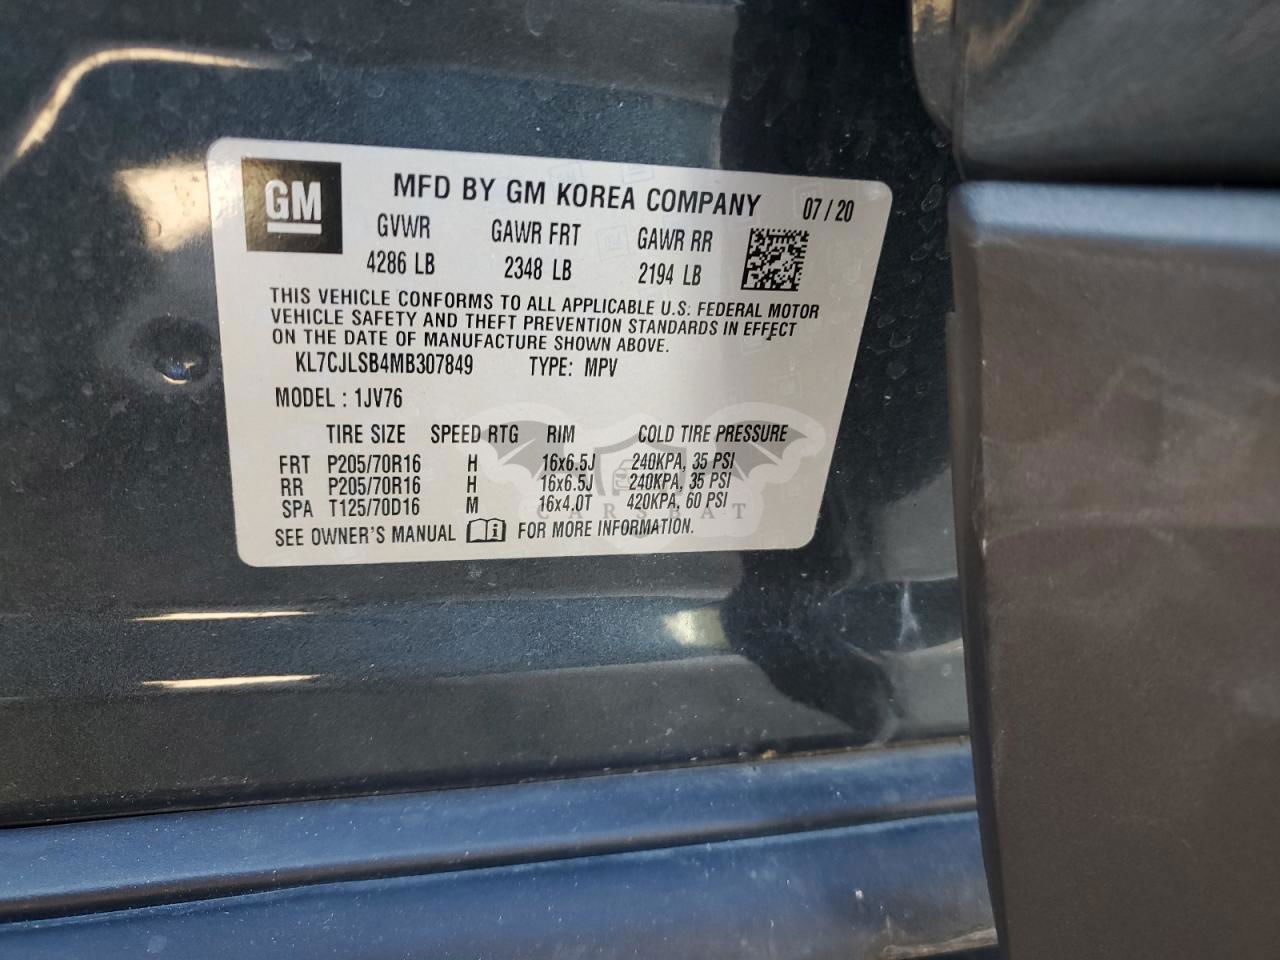 GM MFD BY GM KOREA COMPANY 07/20
GVWR GAWR FRT GAWR RR
4286 LB 2348 LB 2194 LB
THIS VEHICLE CONFORMS TO ALL APPLICABLE U.S. FEDERAL MOTOR
VEHICLE SAFETY AND THEFT PREVENTION STANDARDS IN EFFECT
ON THE DATE OF MANUFACTURE SHOWN ABOVE.
KL7CJLSB4MB307849 TYPE: MPV
MODEL : 1JV76
TIRE SIZE SPEED RTG RIM COLD TIRE PRESSURE
FRT P205/70R16 H 16x6.5J 240KPA, 35 PSI
RR P205/70R16 H 16x6.5J 240KPA, 35 PSI
SPA T125/70D16 M 16x4.0T 420KPA, 60 PSI
CARSBAT
SEE OWNER'S MANUAL i FOR MORE INFORMATION.